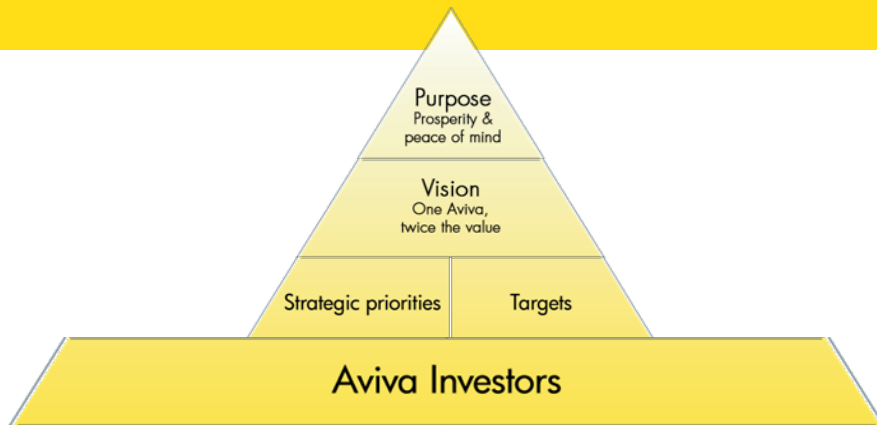 Purpose
Prosperity &
peace of mind
Vision
One Aviva,
twice the value
Strategic priorities
Targets
Aviva Investors